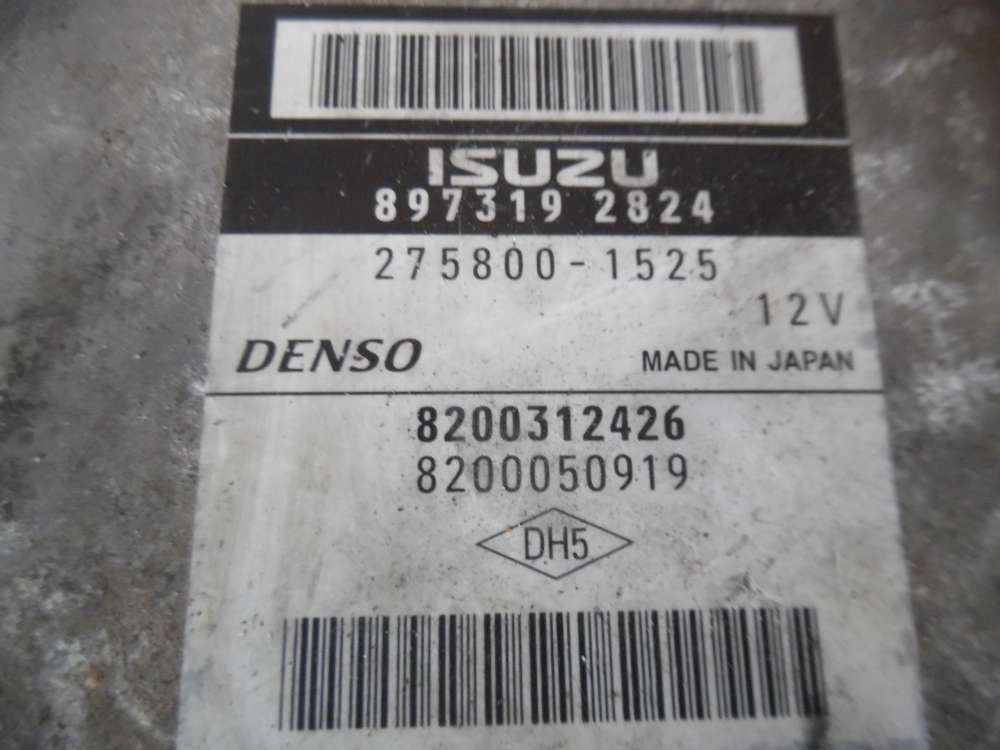 ISUZU
897319 2824
275800-1525
12V
DENSO MADE IN JAPAN
8200312426
8200050919
DH5